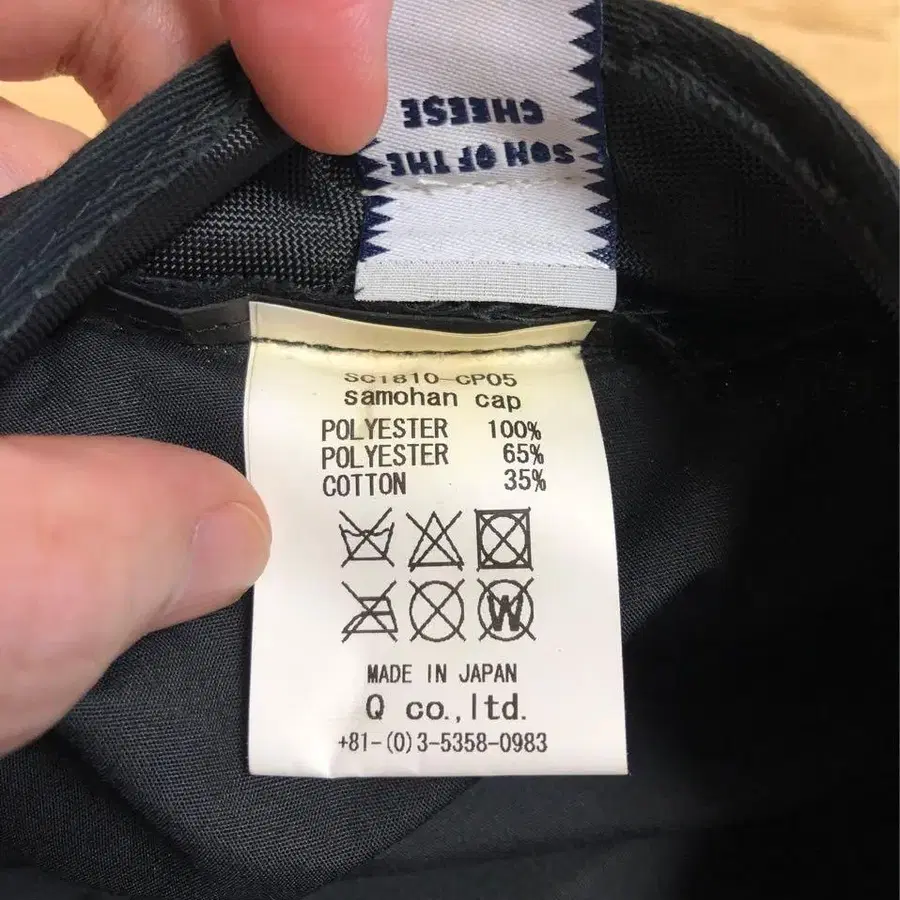 SON OF THE
CHEESE
SC1810-CP05
samohan cap
POLYESTER 100%
POLYESTER 65%
COTTON 35%
W
MADE IN JAPAN
Q co.,ltd.
+81-(0)3-5358-0983